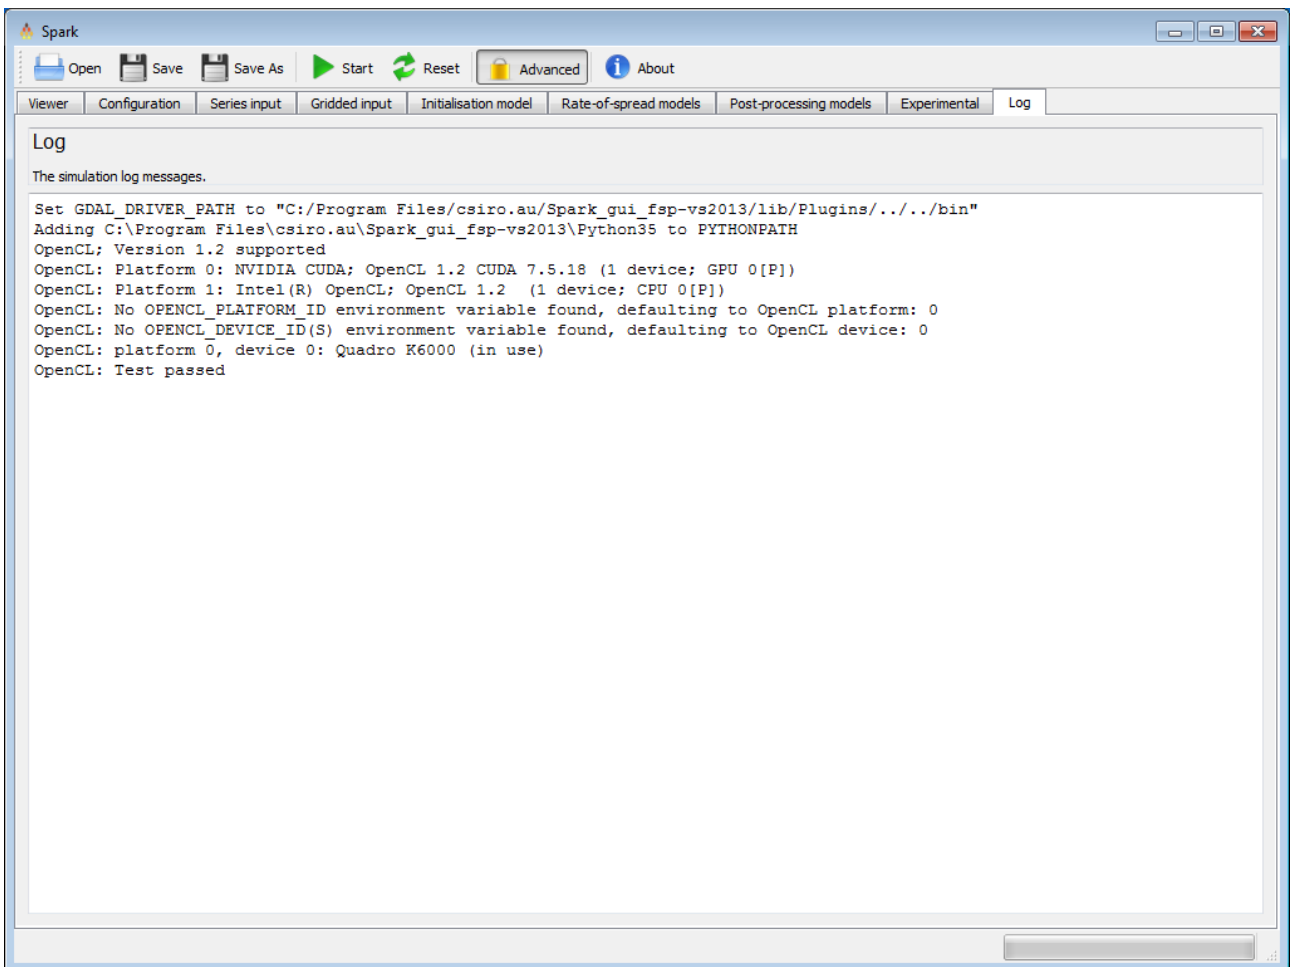 Spark
Open Save Save As Start Reset Advanced About
Viewer Configuration Series input Gridded input Initialisation model Rate-of-spread models Post-processing models Experimental Log
Log
The simulation log messages.
Set GDAL_DRIVER_PATH to "C:/Program Files/csiro.au/Spark_gui_fsp-vs2013/lib/Plugins/../../bin"
Adding C:\Program Files\csiro.au\Spark_gui_fsp-vs2013\Python35 to PYTHONPATH
OpenCL; Version 1.2 supported
OpenCL: Platform 0: NVIDIA CUDA; OpenCL 1.2 CUDA 7.5.18 (1 device; GPU 0[P])
OpenCL: Platform 1: Intel(R) OpenCL; OpenCL 1.2  (1 device; CPU 0[P])
OpenCL: No OPENCL_PLATFORM_ID environment variable found, defaulting to OpenCL platform: 0
OpenCL: No OPENCL_DEVICE_ID(S) environment variable found, defaulting to OpenCL device: 0
OpenCL: platform 0, device 0: Quadro K6000 (in use)
OpenCL: Test passed